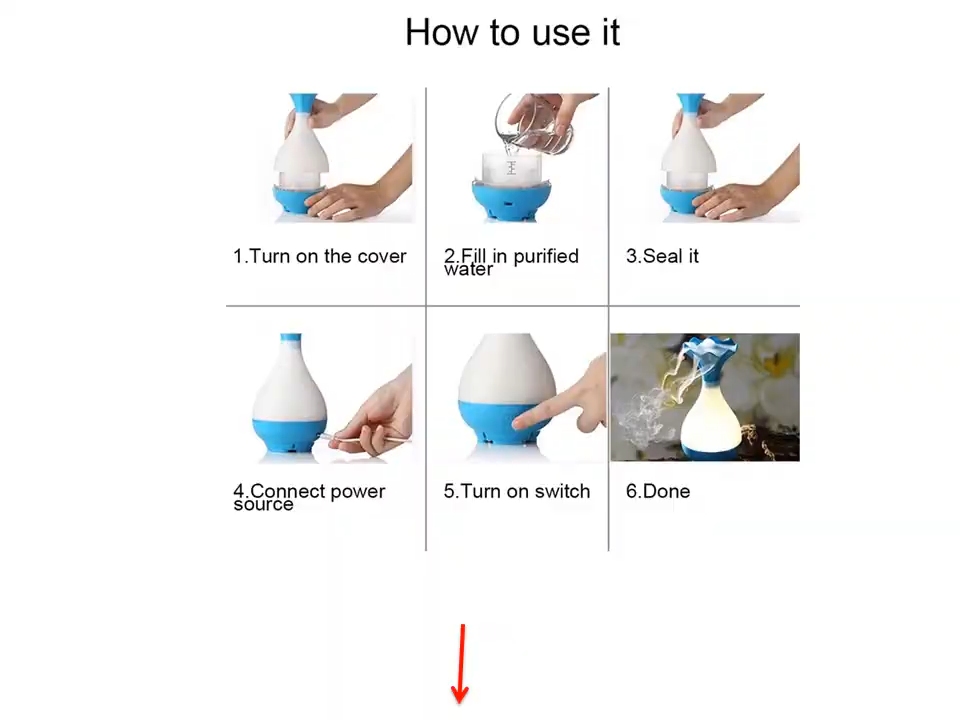 How to use it
1.Turn on the cover
2.Fill in purified
water
3.Seal it
4.Connect power
source
5.Turn on switch
6.Done